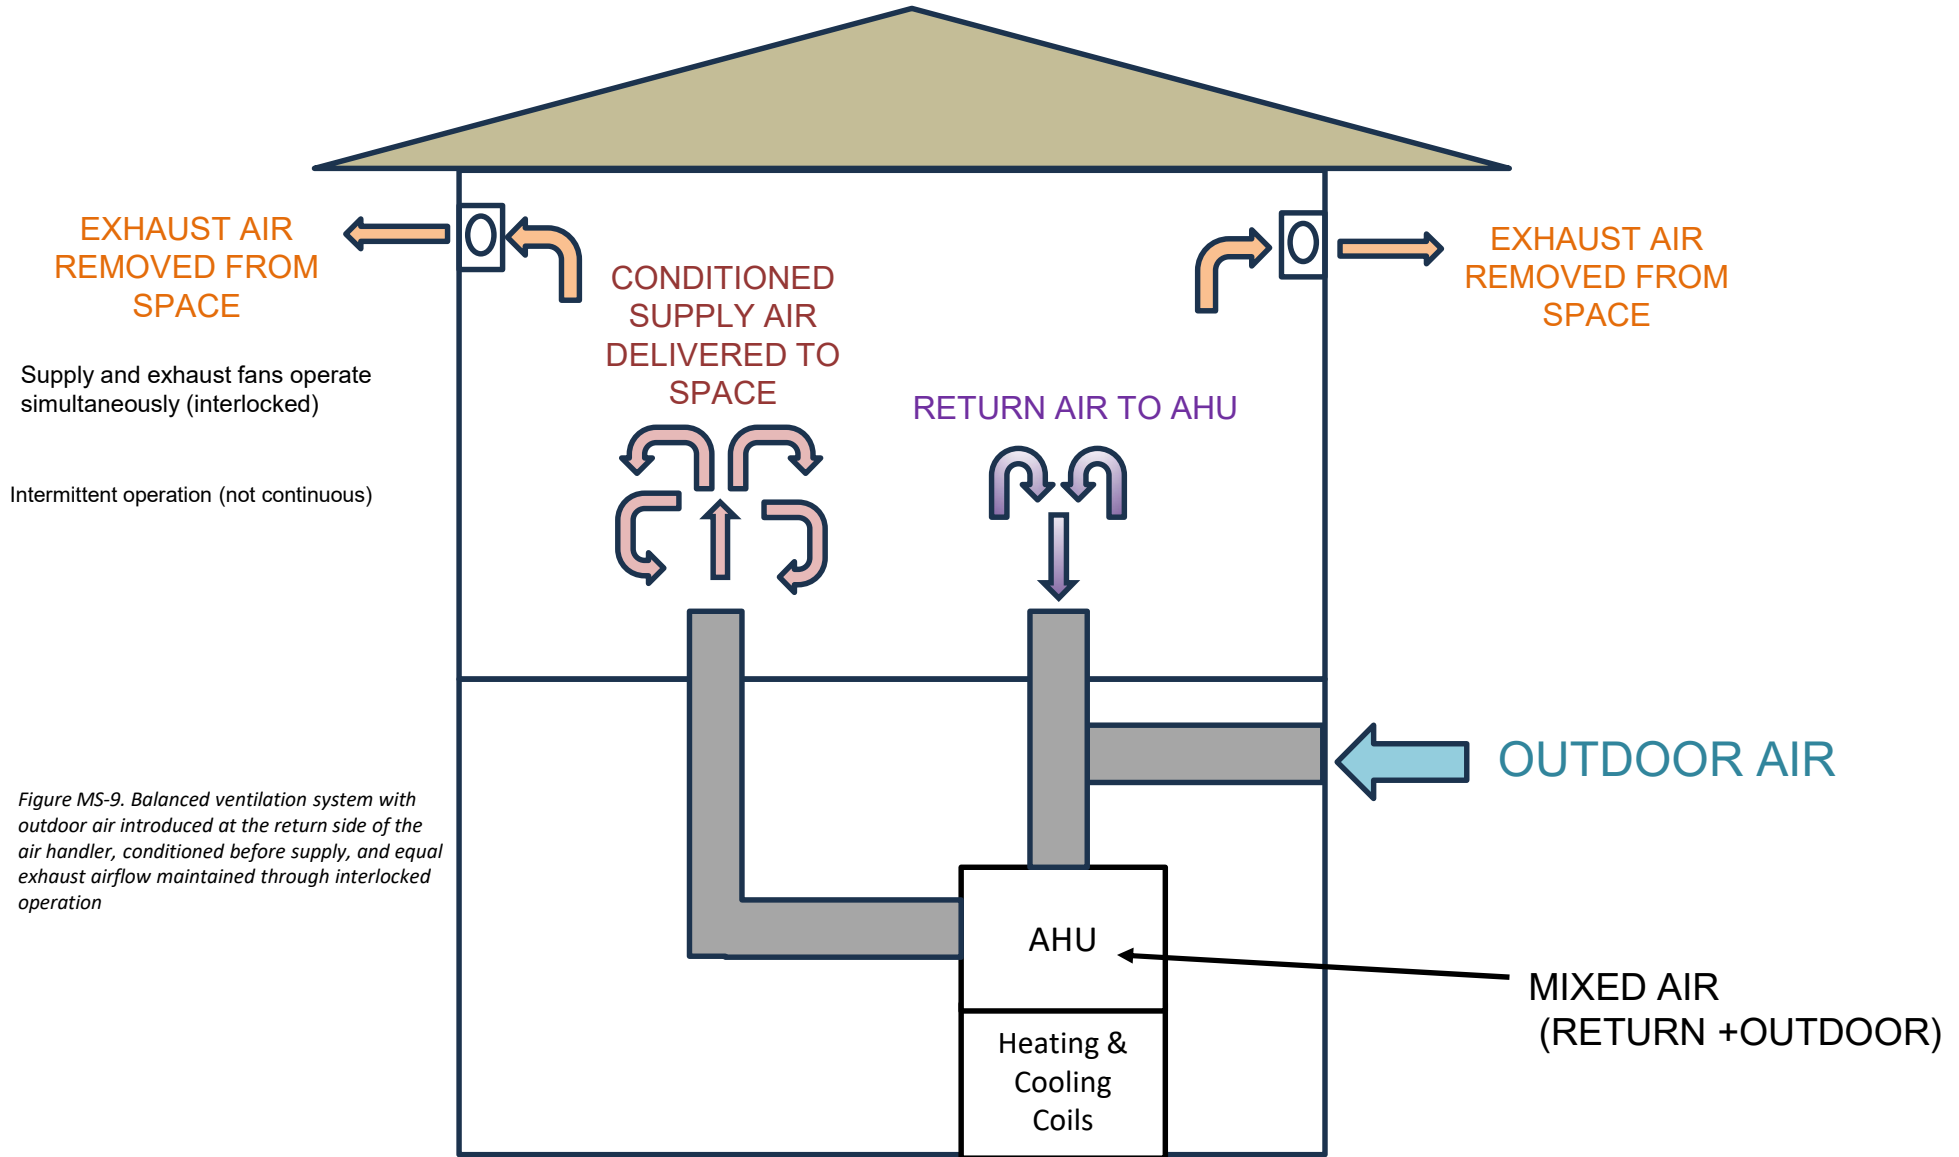 EXHAUST AIR
REMOVED FROM
SPACE
CONDITIONED
SUPPLY AIR
DELIVERED TO
SPACE
EXHAUST AIR
REMOVED FROM
SPACE
Supply and exhaust fans operate
simultaneously (interlocked)
RETURN AIR TO AHU
Intermittent operation (not continuous)
OUTDOOR AIR
Figure MS-9. Balanced ventilation system with
outdoor air introduced at the return side of the
air handler, conditioned before supply, and equal
exhaust airflow maintained through interlocked
operation
AHU
MIXED AIR
(RETURN +OUTDOOR)
Heating &
Cooling
Coils